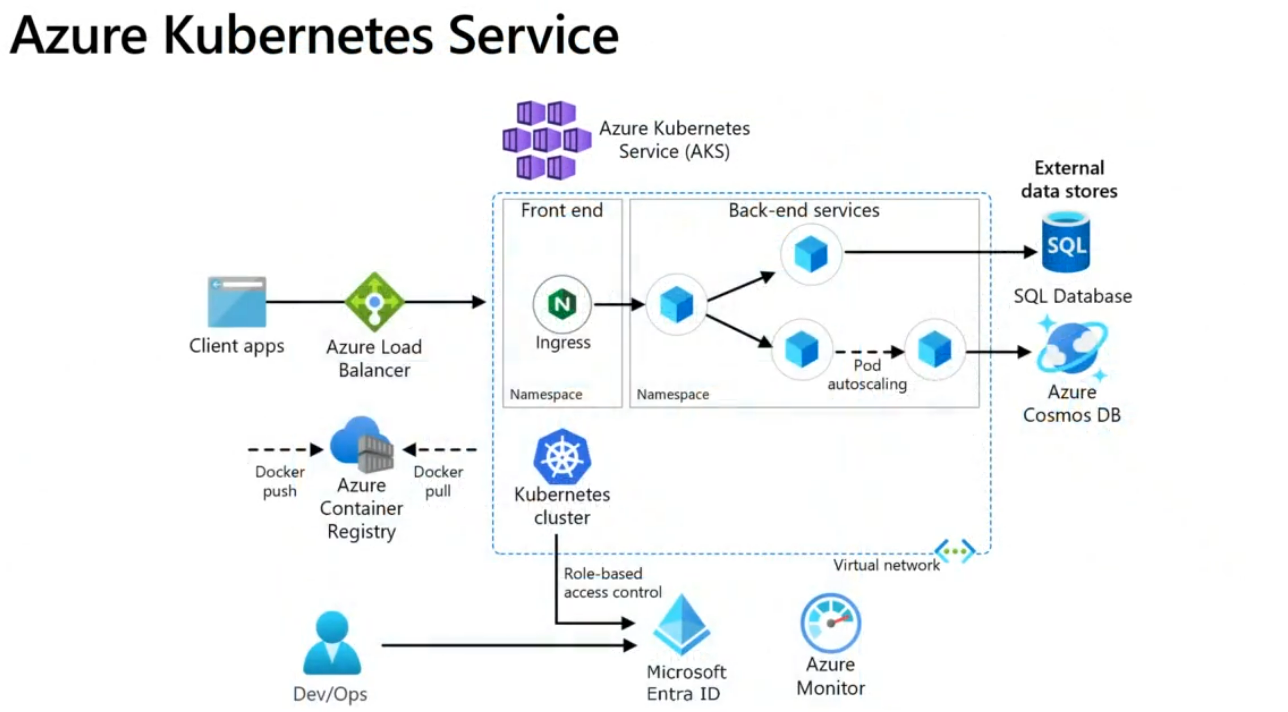 Azure Kubernetes Service
Azure Kubernetes
Service (AKS)
External
data stores
Front end
Back-end services
SQL
SQL Database
N
Ingress
Client apps
Azure Load
Balancer
Pod
autoscaling
Namespace
Namespace
Azure
Cosmos DB
Docker
push
Azure
Container
Registry
Docker
pull
Kubernetes
cluster
Virtual network
Role-based
access control
Dev/Ops
Microsoft
Entra ID
Azure
Monitor